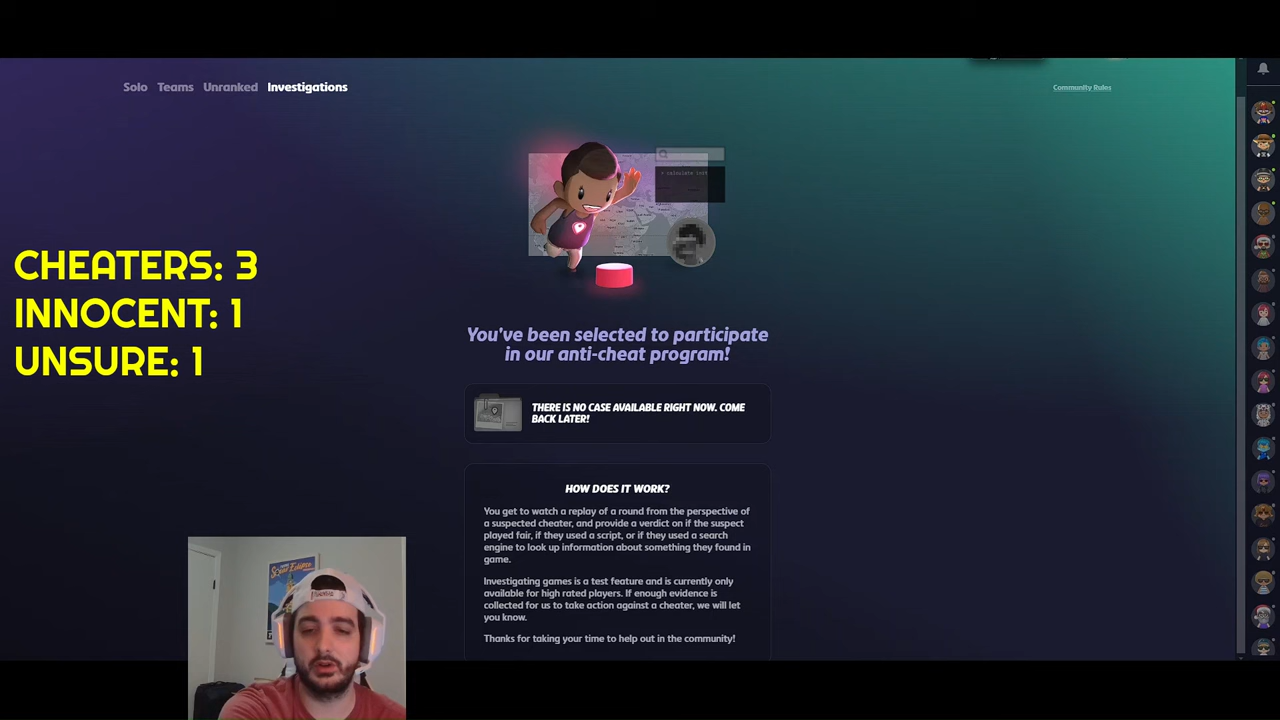 Solo Teams Unranked Investigations
Community Rules
> calculate
CHEATERS: 3
INNOCENT: 1
UNSURE: 1
You've been selected to participate
in our anti-cheat program!
THERE IS NO CASE AVAILABLE RIGHT NOW. COME
BACK LATER!
HOW DOES IT WORK?
You get to watch a replay of a round from the perspective of
a suspected cheater, and provide a verdict on if the suspect
played fair, if they used a script, or if they used a search
engine to look up information about something they found in
game.
Investigating games is a test feature and is currently only
available for high rated players. If enough evidence is
collected for us to take action against a cheater, we will let
you know.
Thanks for taking your time to help out in the community!